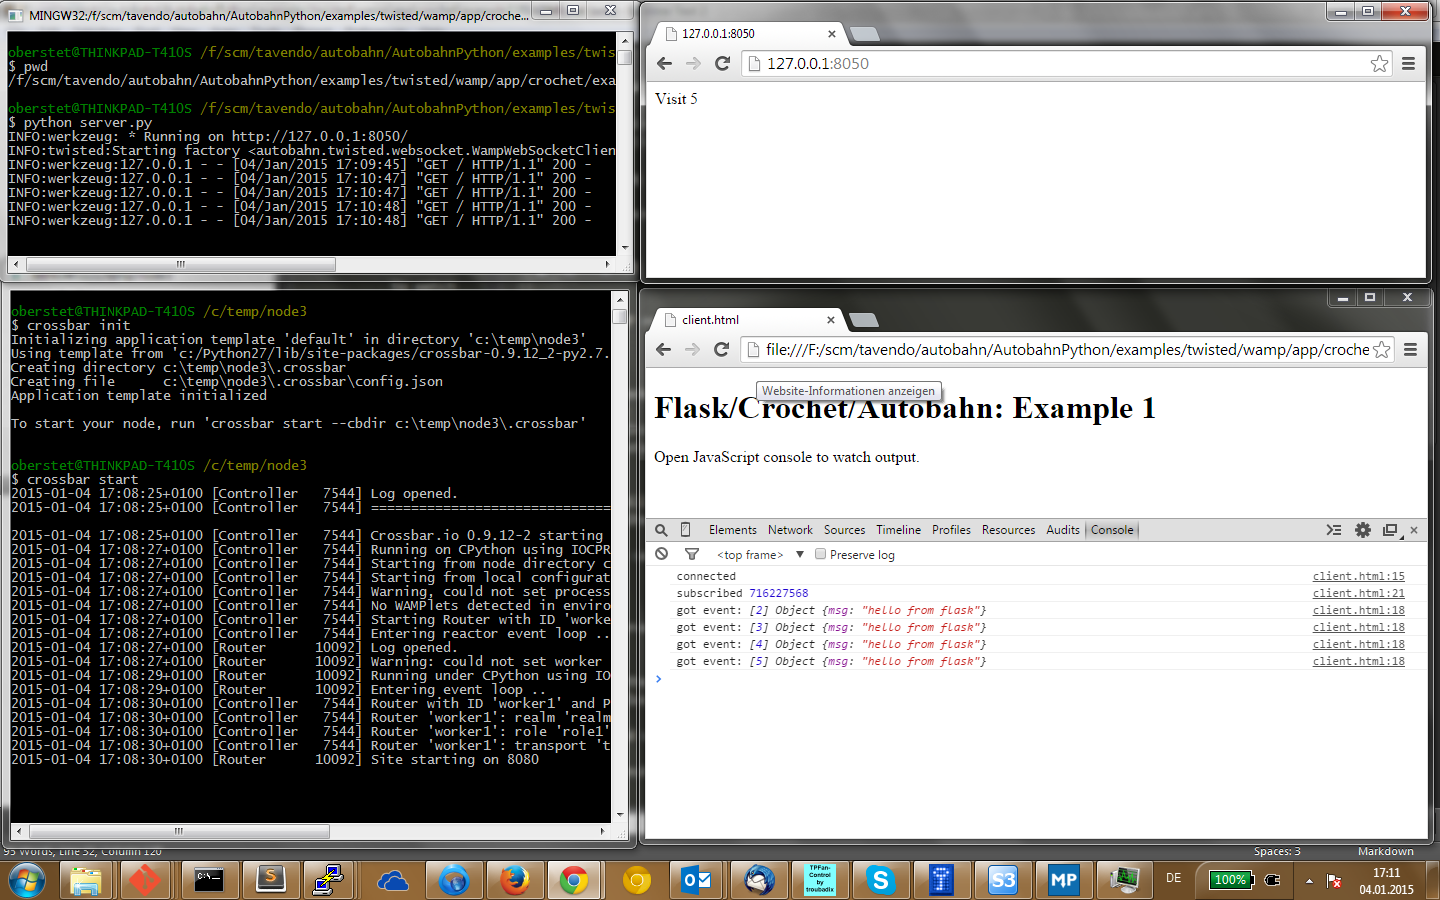 MINGW32:/f/scm/tavendo/autobahn/AutobahnPython/examples/twisted/wamp/app/croche...
oberstet@THINKPAD-T410S /f/scm/tavendo/autobahn/AutobahnPython/examples/twis
$ pwd
/f/scm/tavendo/autobahn/AutobahnPython/examples/twisted/wamp/app/crochet/exa
oberstet@THINKPAD-T410S /f/scm/tavendo/autobahn/AutobahnPython/examples/twis
$ python server.py
INFO:werkzeug: * Running on http://127.0.0.1:8050/
INFO:twisted:Starting factory <autobahn.twisted.websocket.WampWebSocketClien
INFO:werkzeug:127.0.0.1 - - [04/Jan/2015 17:09:45] "GET / HTTP/1.1" 200 -
INFO:werkzeug:127.0.0.1 - - [04/Jan/2015 17:10:47] "GET / HTTP/1.1" 200 -
INFO:werkzeug:127.0.0.1 - - [04/Jan/2015 17:10:47] "GET / HTTP/1.1" 200 -
INFO:werkzeug:127.0.0.1 - - [04/Jan/2015 17:10:48] "GET / HTTP/1.1" 200 -
INFO:werkzeug:127.0.0.1 - - [04/Jan/2015 17:10:48] "GET / HTTP/1.1" 200 -
127.0.0.1:8050
127.0.0.1:8050
Visit 5
oberstet@THINKPAD-T410S /c/temp/node3
$ crossbar init
Initializing application template 'default' in directory 'c:\temp\node3'
Using template from 'c:/Python27/lib/site-packages/crossbar-0.9.12_2-py2.7.
Creating directory c:\temp\node3\.crossbar
Creating file      c:\temp\node3\.crossbar\config.json
Application template initialized
To start your node, run 'crossbar start --cbdir c:\temp\node3\.crossbar'
oberstet@THINKPAD-T410S /c/temp/node3
$ crossbar start
2015-01-04 17:08:25+0100 [Controller   7544] Log opened.
2015-01-04 17:08:25+0100 [Controller   7544] ==============================
2015-01-04 17:08:25+0100 [Controller   7544] Crossbar.io 0.9.12-2 starting
2015-01-04 17:08:27+0100 [Controller   7544] Running on CPython using IOCPR
2015-01-04 17:08:27+0100 [Controller   7544] Starting from node directory c
2015-01-04 17:08:27+0100 [Controller   7544] Starting from local configurat
2015-01-04 17:08:27+0100 [Controller   7544] Warning, could not set process
2015-01-04 17:08:27+0100 [Controller   7544] No WAMPlets detected in enviro
2015-01-04 17:08:27+0100 [Controller   7544] Starting Router with ID 'worke
2015-01-04 17:08:27+0100 [Controller   7544] Entering reactor event loop ..
2015-01-04 17:08:27+0100 [Router      10092] Log opened.
2015-01-04 17:08:27+0100 [Router      10092] Warning: could not set worker
2015-01-04 17:08:29+0100 [Router      10092] Running under CPython using IO
2015-01-04 17:08:29+0100 [Router      10092] Entering event loop ..
2015-01-04 17:08:30+0100 [Controller   7544] Router with ID 'worker1' and P
2015-01-04 17:08:30+0100 [Controller   7544] Router 'worker1': realm 'realm
2015-01-04 17:08:30+0100 [Controller   7544] Router 'worker1': role 'role1'
2015-01-04 17:08:30+0100 [Controller   7544] Router 'worker1': transport 't
2015-01-04 17:08:30+0100 [Router      10092] Site starting on 8080
client.html
file:///F:/scm/tavendo/autobahn/AutobahnPython/examples/twisted/wamp/app/croche
Website-Informationen anzeigen
Flask/Crochet/Autobahn: Example 1
Open JavaScript console to watch output.
Elements Network Sources Timeline Profiles Resources Audits Console
<top frame> Preserve log
connected client.html:15
subscribed 716227568 client.html:21
got event: [2] Object {msg: "hello from flask"} client.html:18
got event: [3] Object {msg: "hello from flask"} client.html:18
got event: [4] Object {msg: "hello from flask"} client.html:18
got event: [5] Object {msg: "hello from flask"} client.html:18
95 Words, Line 32, Column 120 Spaces: 3 Markdown
C:\._
TPFan-
Control
by
troubadix
S3
MP
DE
100%
17:11
04.01.2015